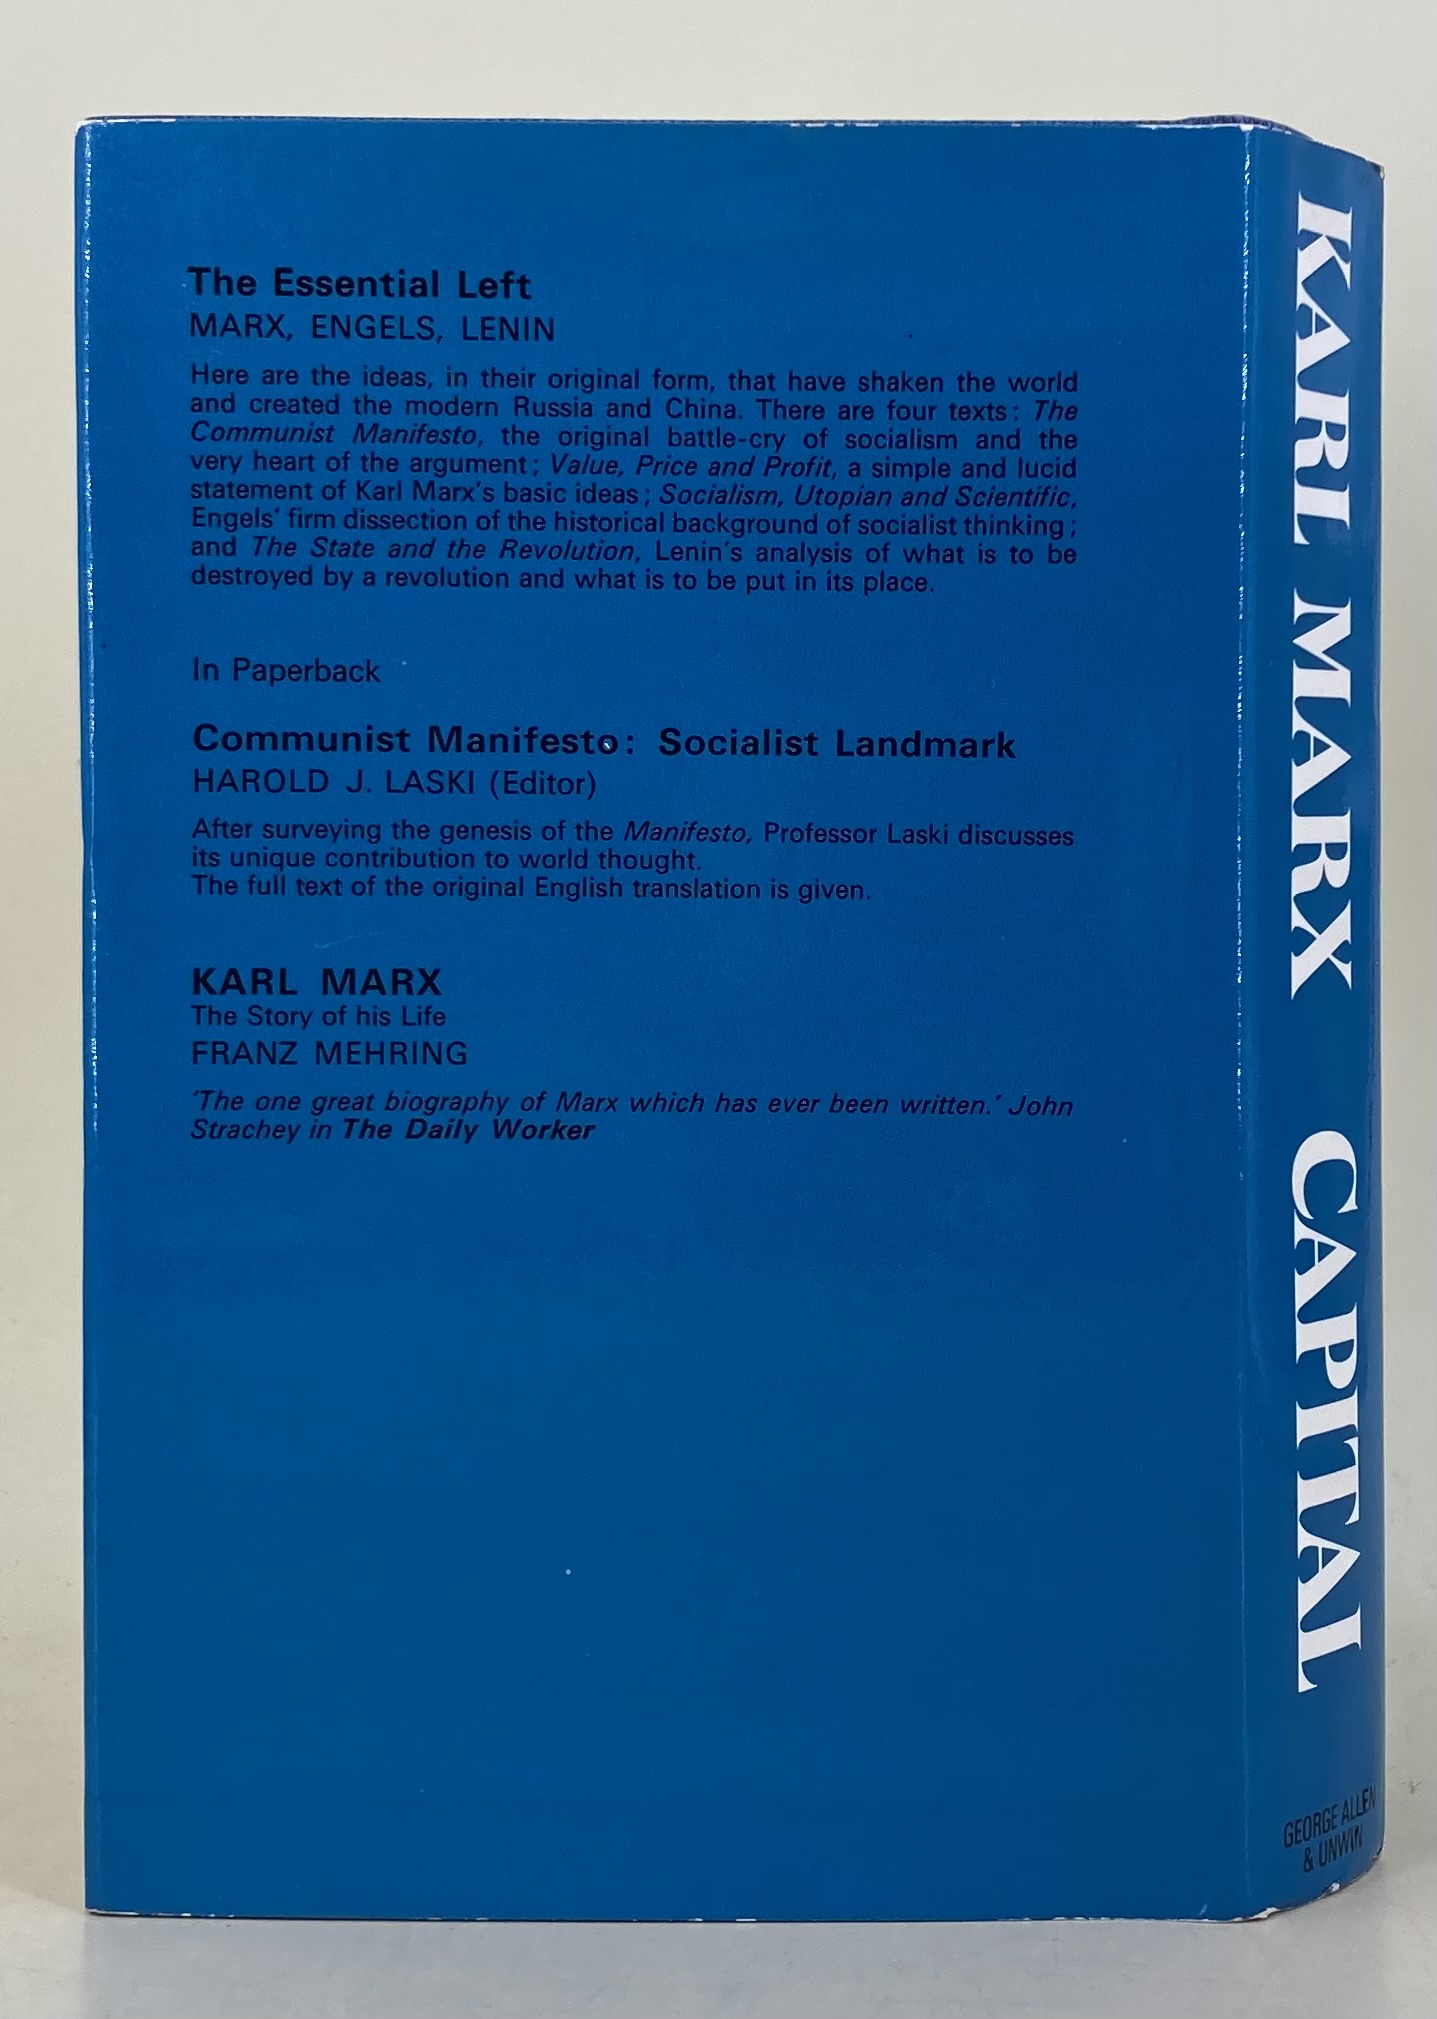 The Essential Left
MARX, ENGELS, LENIN
Here are the ideas, in their original form, that have shaken the world
and created the modern Russia and China. There are four texts: The
Communist Manifesto, the original battle-cry of socialism and the
very heart of the argument; Value, Price and Profit, a simple and lucid
statement of Karl Marx's basic ideas; Socialism, Utopian and Scientific,
Engels' firm dissection of the historical background of socialist thinking;
and The State and the Revolution, Lenin's analysis of what is to be
destroyed by a revolution and what is to be put in its place.
In Paperback
Communist Manifesto: Socialist Landmark
HAROLD J. LASKI (Editor)
After surveying the genesis of the Manifesto, Professor Laski discusses
its unique contribution to world thought.
The full text of the original English translation is given.
KARL MARX
The Story of his Life
FRANZ MEHRING
'The one great biography of Marx which has ever been written.' John
Strachey in The Daily Worker
KARL MARX CAPITAL
GEORGE ALLEN
& UNWIN